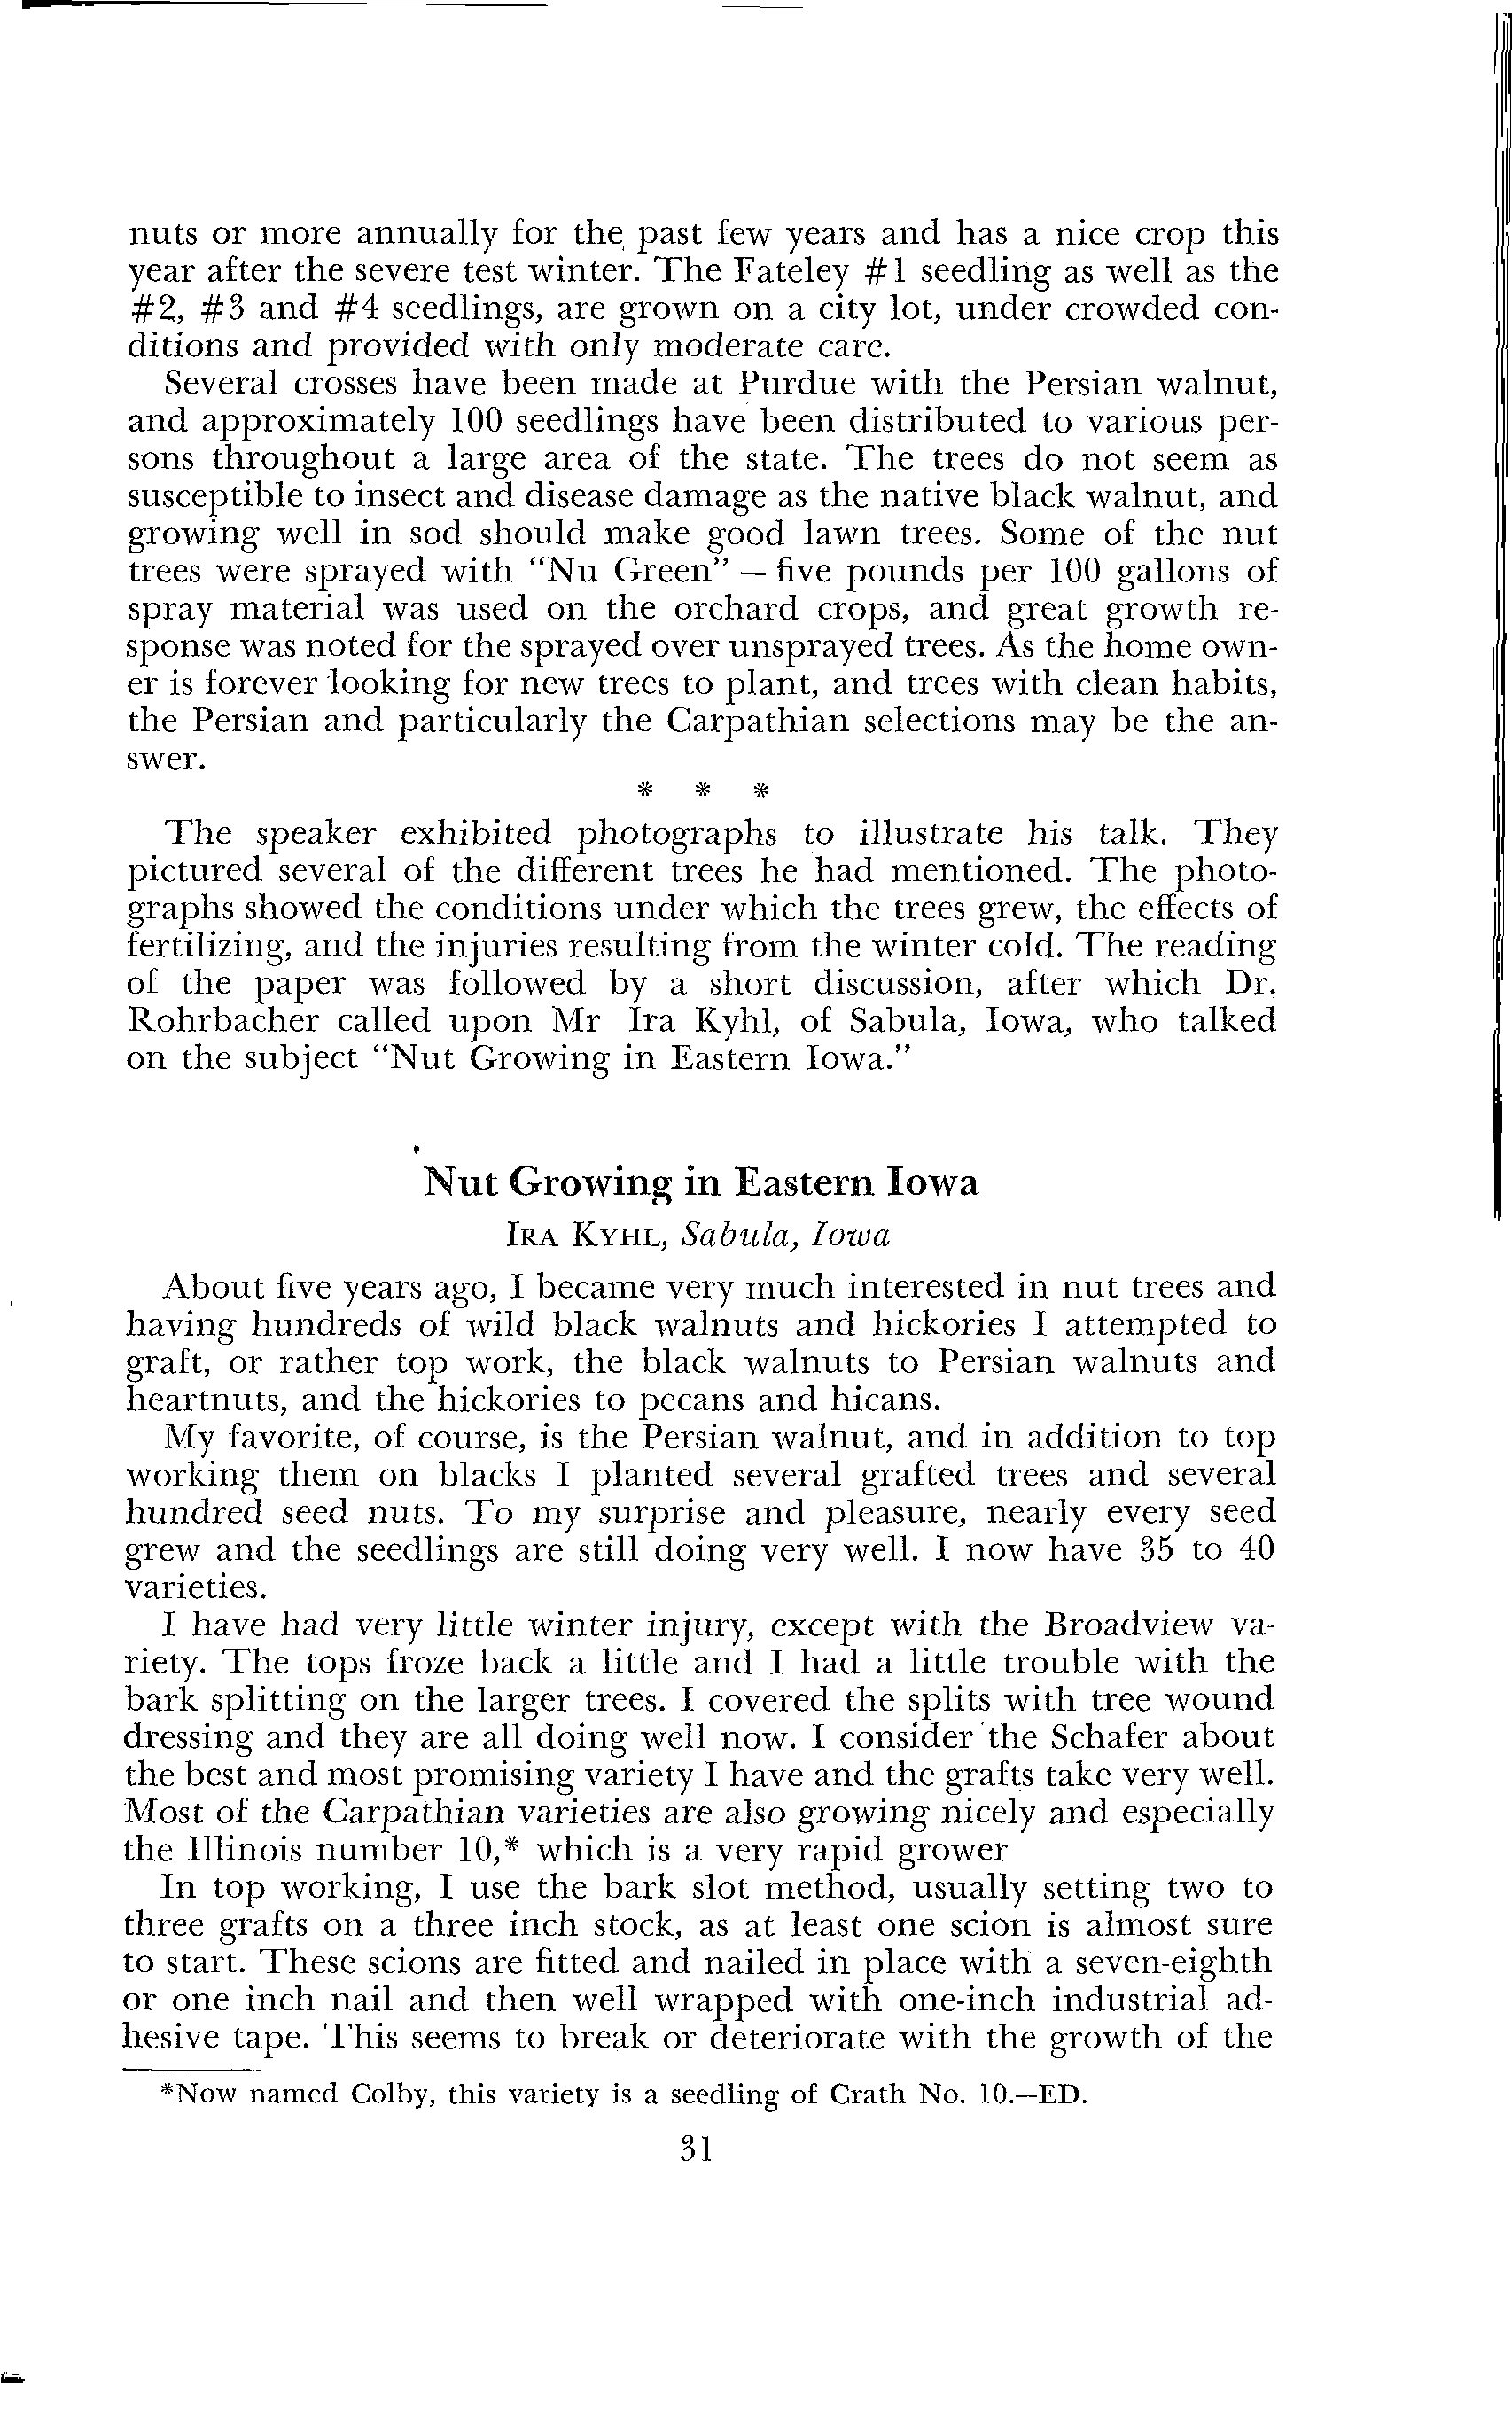 nuts or more annually for the past few years and has a nice crop this
year after the severe test winter. The Fateley #1 seedling as well as the
#2, #3 and #4 seedlings, are grown on a city lot, under crowded con-
ditions and provided with only moderate care.
Several crosses have been made at Purdue with the Persian walnut,
and approximately 100 seedlings have been distributed to various per-
sons throughout a large area of the state. The trees do not seem as
susceptible to insect and disease damage as the native black walnut, and
growing well in sod should make good lawn trees. Some of the nut
trees were sprayed with "Nu Green" — five pounds per 100 gallons of
spray material was used on the orchard crops, and great growth re-
sponse was noted for the sprayed over unsprayed trees. As the home own-
er is forever looking for new trees to plant, and trees with clean habits,
the Persian and particularly the Carpathian selections may be the an-
swer.
* * *
The speaker exhibited photographs to illustrate his talk. They
pictured several of the different trees he had mentioned. The photo-
graphs showed the conditions under which the trees grew, the effects of
fertilizing, and the injuries resulting from the winter cold. The reading
of the paper was followed by a short discussion, after which Dr.
Rohrbacher called upon Mr Ira Kyhl, of Sabula, Iowa, who talked
on the subject "Nut Growing in Eastern Iowa."
Nut Growing in Eastern Iowa
IRA KYHL, Sabula, Iowa
About five years ago, I became very much interested in nut trees and
having hundreds of wild black walnuts and hickories I attempted to
graft, or rather top work, the black walnuts to Persian walnuts and
heartnuts, and the hickories to pecans and hicans.
My favorite, of course, is the Persian walnut, and in addition to top
working them on blacks I planted several grafted trees and several
hundred seed nuts. To my surprise and pleasure, nearly every seed
grew and the seedlings are still doing very well. I now have 35 to 40
varieties.
I have had very little winter injury, except with the Broadview va-
riety. The tops froze back a little and I had a little trouble with the
bark splitting on the larger trees. I covered the splits with tree wound
dressing and they are all doing well now. I consider the Schafer about
the best and most promising variety I have and the grafts take very well.
Most of the Carpathian varieties are also growing nicely and especially
the Illinois number 10,* which is a very rapid grower
In top working, I use the bark slot method, usually setting two to
three grafts on a three inch stock, as at least one scion is almost sure
to start. These scions are fitted and nailed in place with a seven-eighth
or one inch nail and then well wrapped with one-inch industrial ad-
hesive tape. This seems to break or deteriorate with the growth of the
*Now named Colby, this variety is a seedling of Crath No. 10.—ED.
31